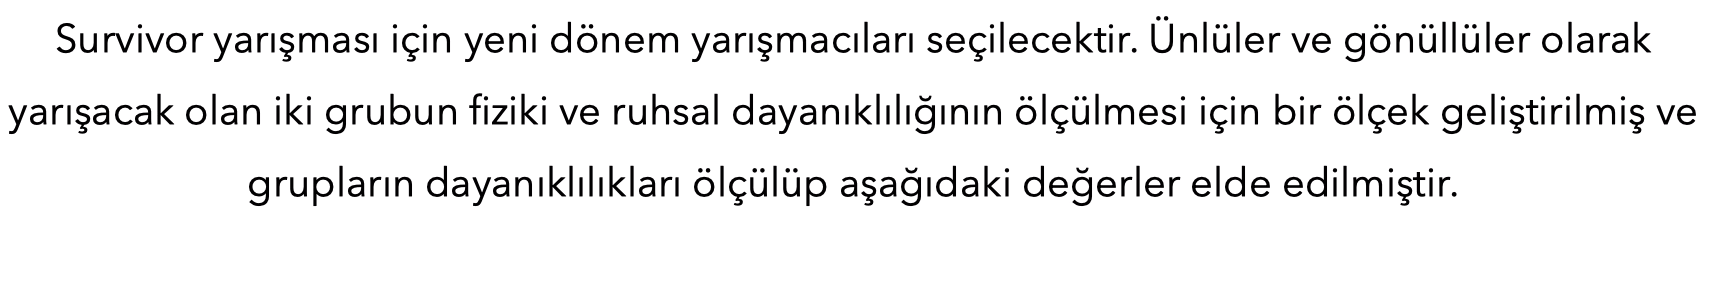 Survivor yarışması için yeni dönem yarışmacıları seçilecektir. Ünlüler ve gönüllüler olarak
yarışacak olan iki grubun fiziki ve ruhsal dayanıklılığının ölçülmesi için bir ölçek geliştirilmiş ve
grupların dayanıklılıkları ölçülüp aşağıdaki değerler elde edilmiştir.